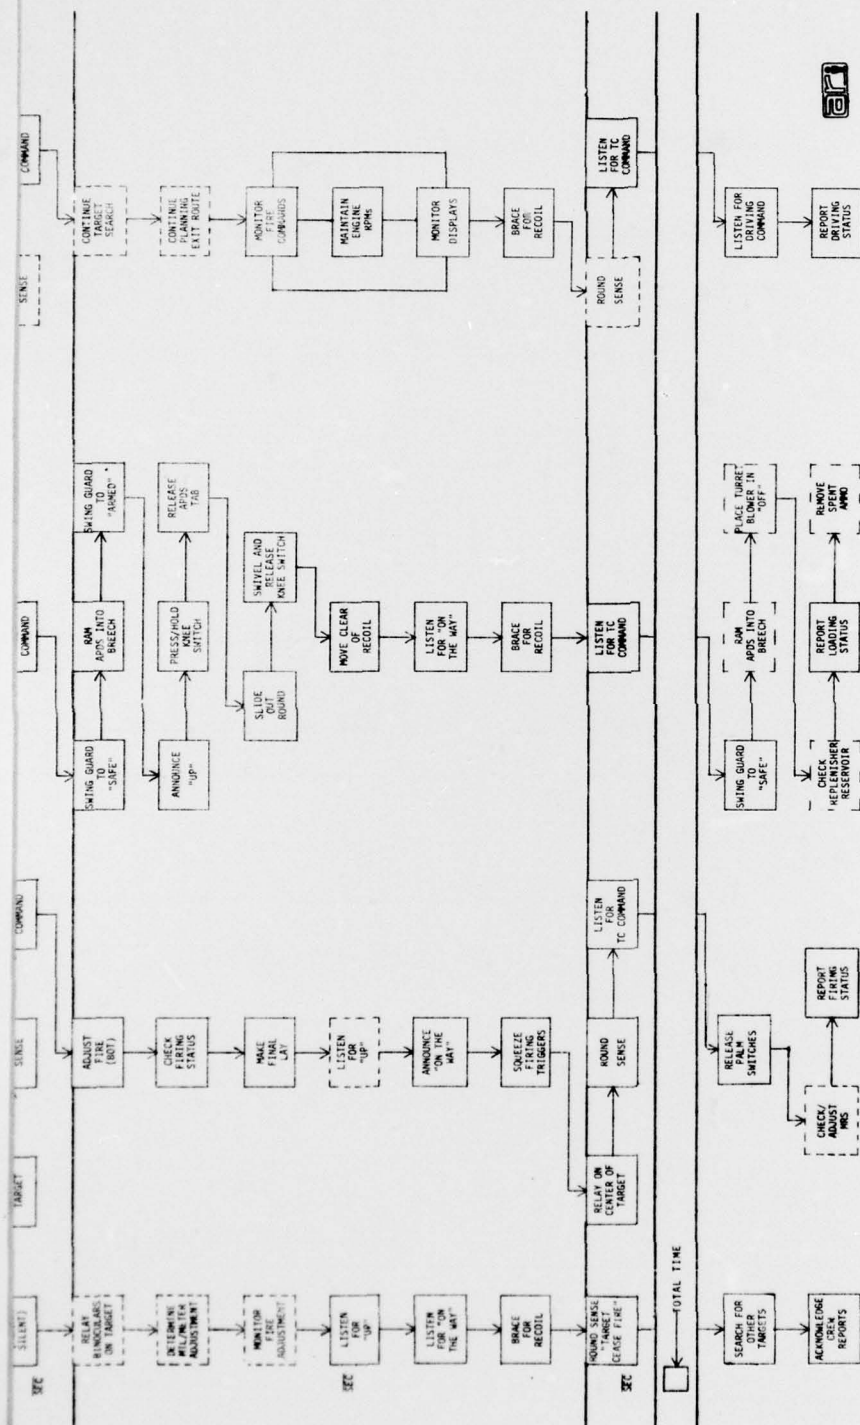 SILENT)
TARGET
SENSE
COMMAND
COMMAND
SENSE
COMMAND
SEC
RELAY
BINOCULARS
ON TARGET
ADJUST
FIRE
(BOT)
SWING GUARD
TO
"SAFE"
RAM
APDS INTO
BREECH
SWING GUARD
TO
"ARMED"
CONTINUE
TARGET
SEARCH
DETERMINE
MILIMETER
ADJUSTMENT
CHECK
FIRING
STATUS
ANNOUNCE
"UP"
PRESS/HOLD
KNEE
SWITCH
RELEASE
APDS
TAB
CONTINUE
PLANNING
EXIT ROUTE
MONITOR
FIRE
ADJUSTMENT
MAKE
FINAL
LAY
SLIDE
OUT
ROUND
SWIVEL AND
RELEASE
KNEE SWITCH
MONITOR
FIRE
COMMANDS
SEC
LISTEN
FOR
"UP"
LISTEN
FOR
"UP"
MOVE CLEAR
OF
RECOIL
MAINTAIN
ENGINE
RPMs
LISTEN
FOR "ON
THE WAY"
ANNOUNCE
"ON THE
WAY"
LISTEN
FOR "ON
THE WAY"
MONITOR
DISPLAYS
BRACE
FOR
RECOIL
SQUEEZE
FIRING
TRIGGERS
BRACE
FOR
RECOIL
BRACE
FOR
RECOIL
SEC
ROUND SENSE
"TARGET
CEASE FIRE"
RELAY ON
CENTER OF
TARGET
ROUND
SENSE
LISTEN
FOR
TC COMMAND
LISTEN
FOR TC
COMMAND
ROUND
SENSE
LISTEN
FOR TC
COMMAND
TOTAL TIME
SEARCH FOR
OTHER
TARGETS
RELEASE
PALM
SWITCHES
SWING GUARD
TO
"SAFE"
RAM
APDS INTO
BREECH
PLACE TURRET
BLOWER IN
"OFF"
LISTEN FOR
DRIVING
COMMAND
ACKNOWLEDGE
CREW
REPORTS
CHECK/
ADJUST
MRS
REPORT
FIRING
STATUS
CHECK
REPLENISHER
RESERVOIR
REPORT
LOADING
STATUS
REMOVE
SPENT
AMMO
REPORT
DRIVING
STATUS
ari